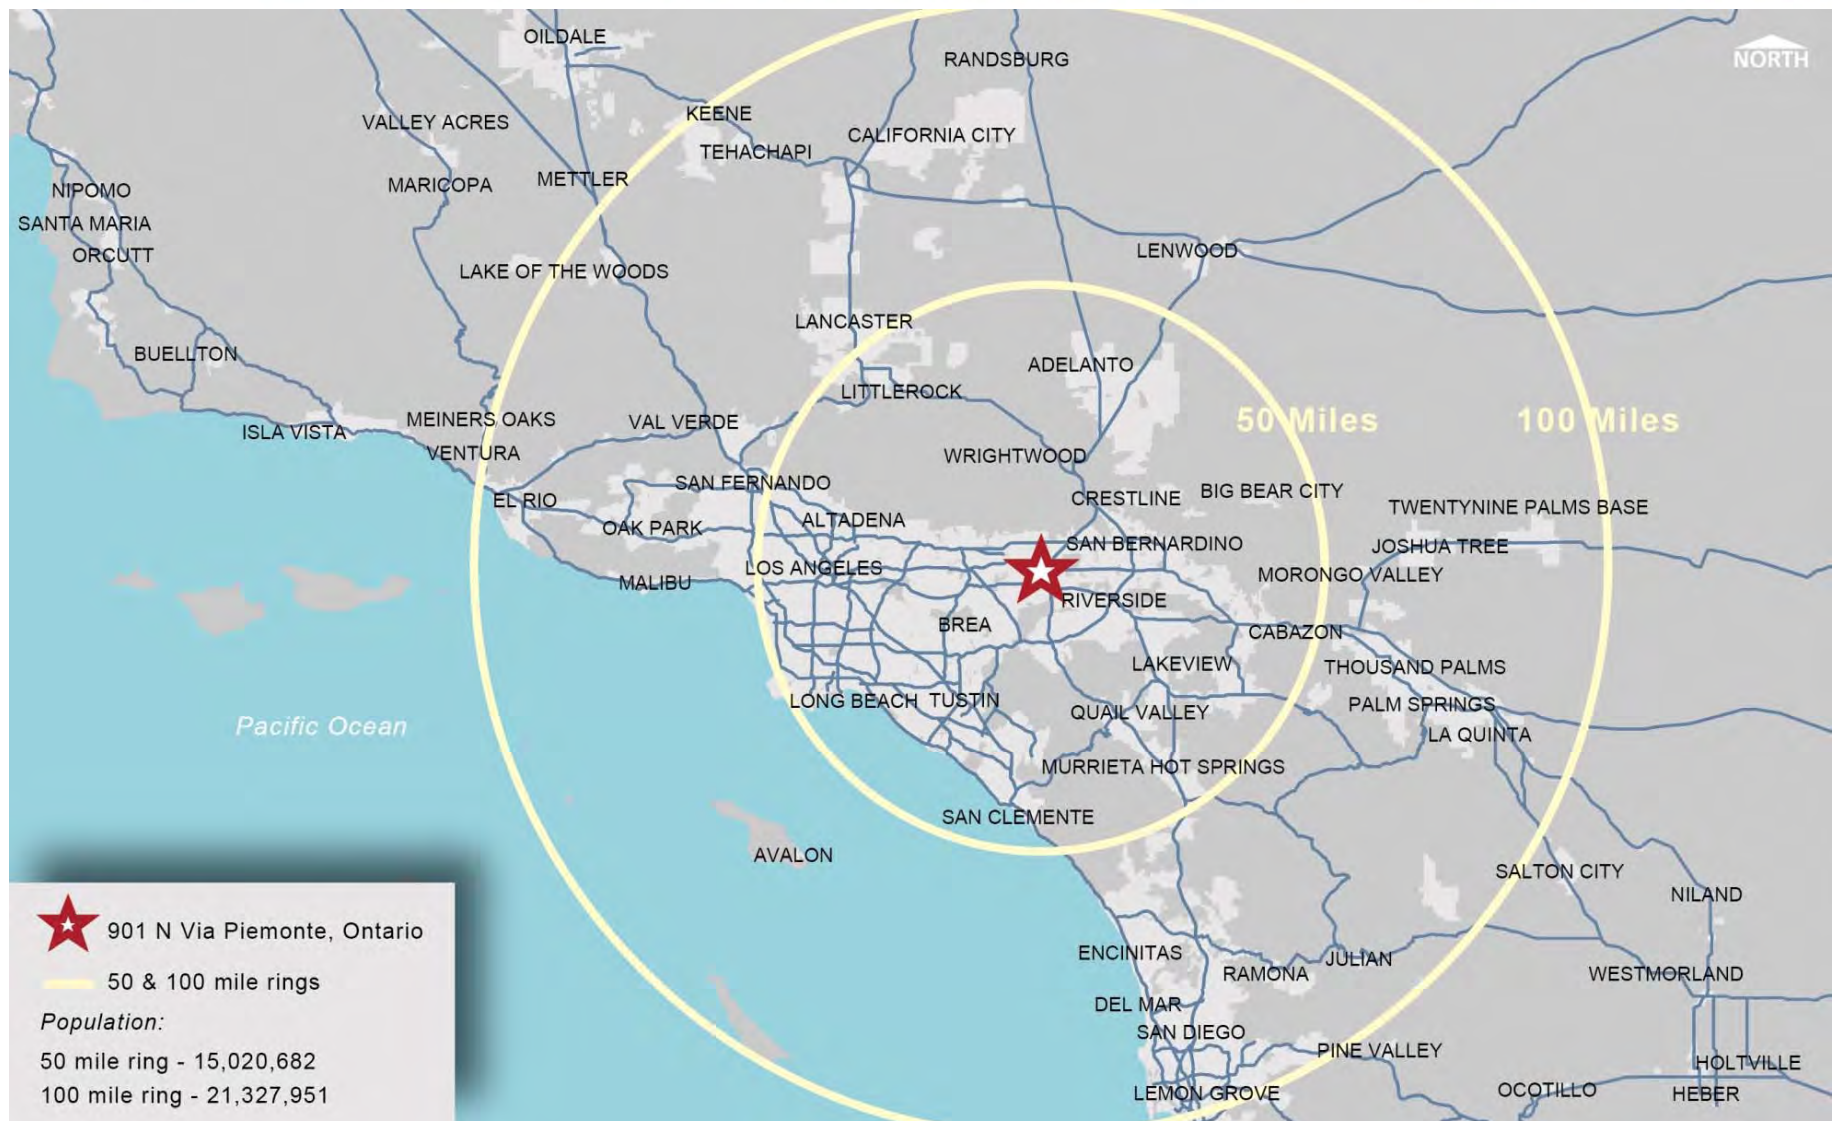 OILDALE
RANDSBURG
NORTH
KEENE
VALLEY ACRES
CALIFORNIA CITY
TEHACHAPI
METTLER
MARICOPA
NIPOMO
SANTA MARIA
ORCUTT
LENWOOD
LAKE OF THE WOODS
LANCASTER
BUELLTON
ADELANTO
LITTLEROCK
MEINERS OAKS
VAL VERDE
50 Miles
100 Miles
ISLA VISTA
VENTURA
WRIGHTWOOD
SAN FERNANDO
EL RIO
CRESTLINE
BIG BEAR CITY
TWENTYNINE PALMS BASE
OAK PARK
ALTADENA
SAN BERNARDINO
JOSHUA TREE
LOS ANGELES
MALIBU
MORONGO VALLEY
RIVERSIDE
BREA
CABAZON
LAKEVIEW
THOUSAND PALMS
LONG BEACH
TUSTIN
QUAIL VALLEY
PALM SPRINGS
Pacific Ocean
LA QUINTA
MURRIETA HOT SPRINGS
SAN CLEMENTE
AVALON
SALTON CITY
NILAND
ENCINITAS
JULIAN
RAMONA
WESTMORLAND
DEL MAR
SAN DIEGO
PINE VALLEY
HOLTVILLE
LEMON GROVE
OCOTILLO
HEBER
901 N Via Piemonte, Ontario
50 & 100 mile rings
Population:
50 mile ring - 15,020,682
100 mile ring - 21,327,951